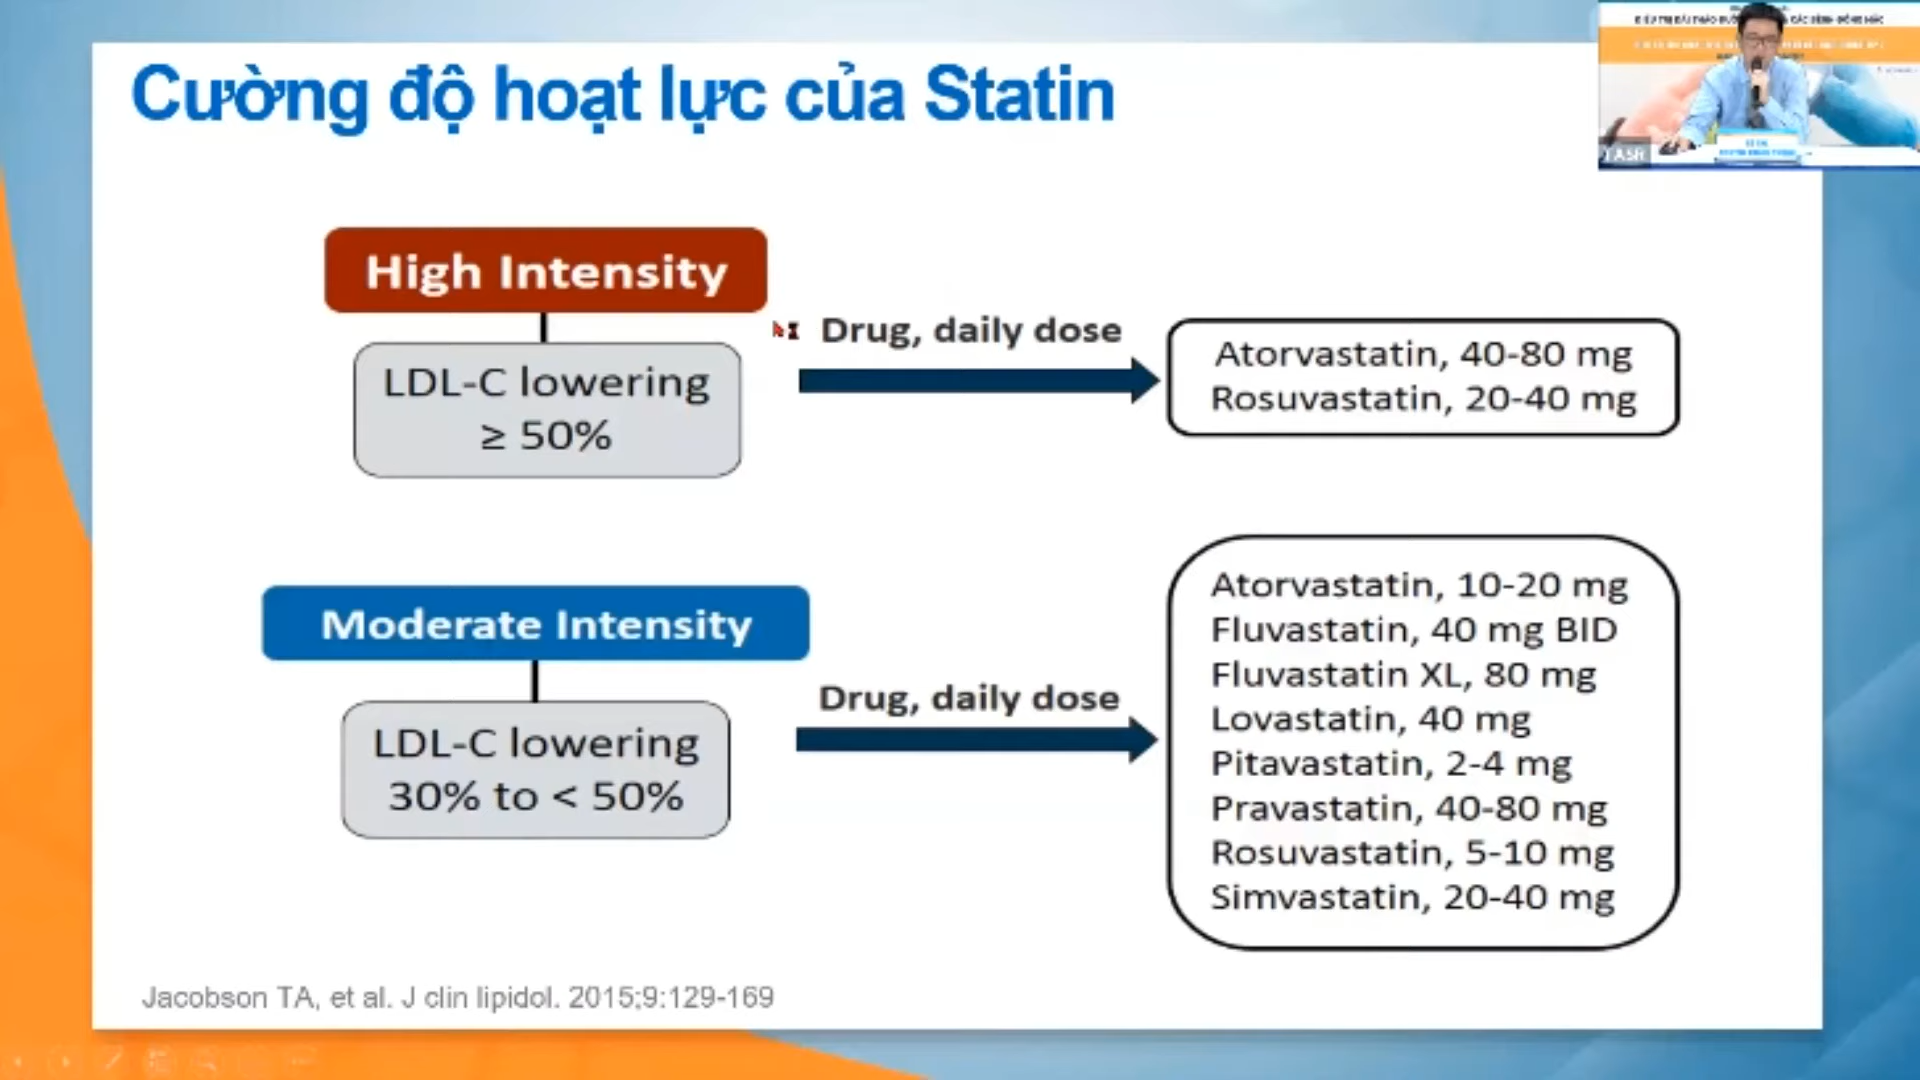 Cường độ hoạt lực của Statin
High Intensity
LDL-C lowering
≥ 50%
Drug, daily dose
Atorvastatin, 40-80 mg
Rosuvastatin, 20-40 mg
Moderate Intensity
LDL-C lowering
30% to < 50%
Drug, daily dose
Atorvastatin, 10-20 mg
Fluvastatin, 40 mg BID
Fluvastatin XL, 80 mg
Lovastatin, 40 mg
Pitavastatin, 2-4 mg
Pravastatin, 40-80 mg
Rosuvastatin, 5-10 mg
Simvastatin, 20-40 mg
Jacobson TA, et al. J clin lipidol. 2015;9:129-169